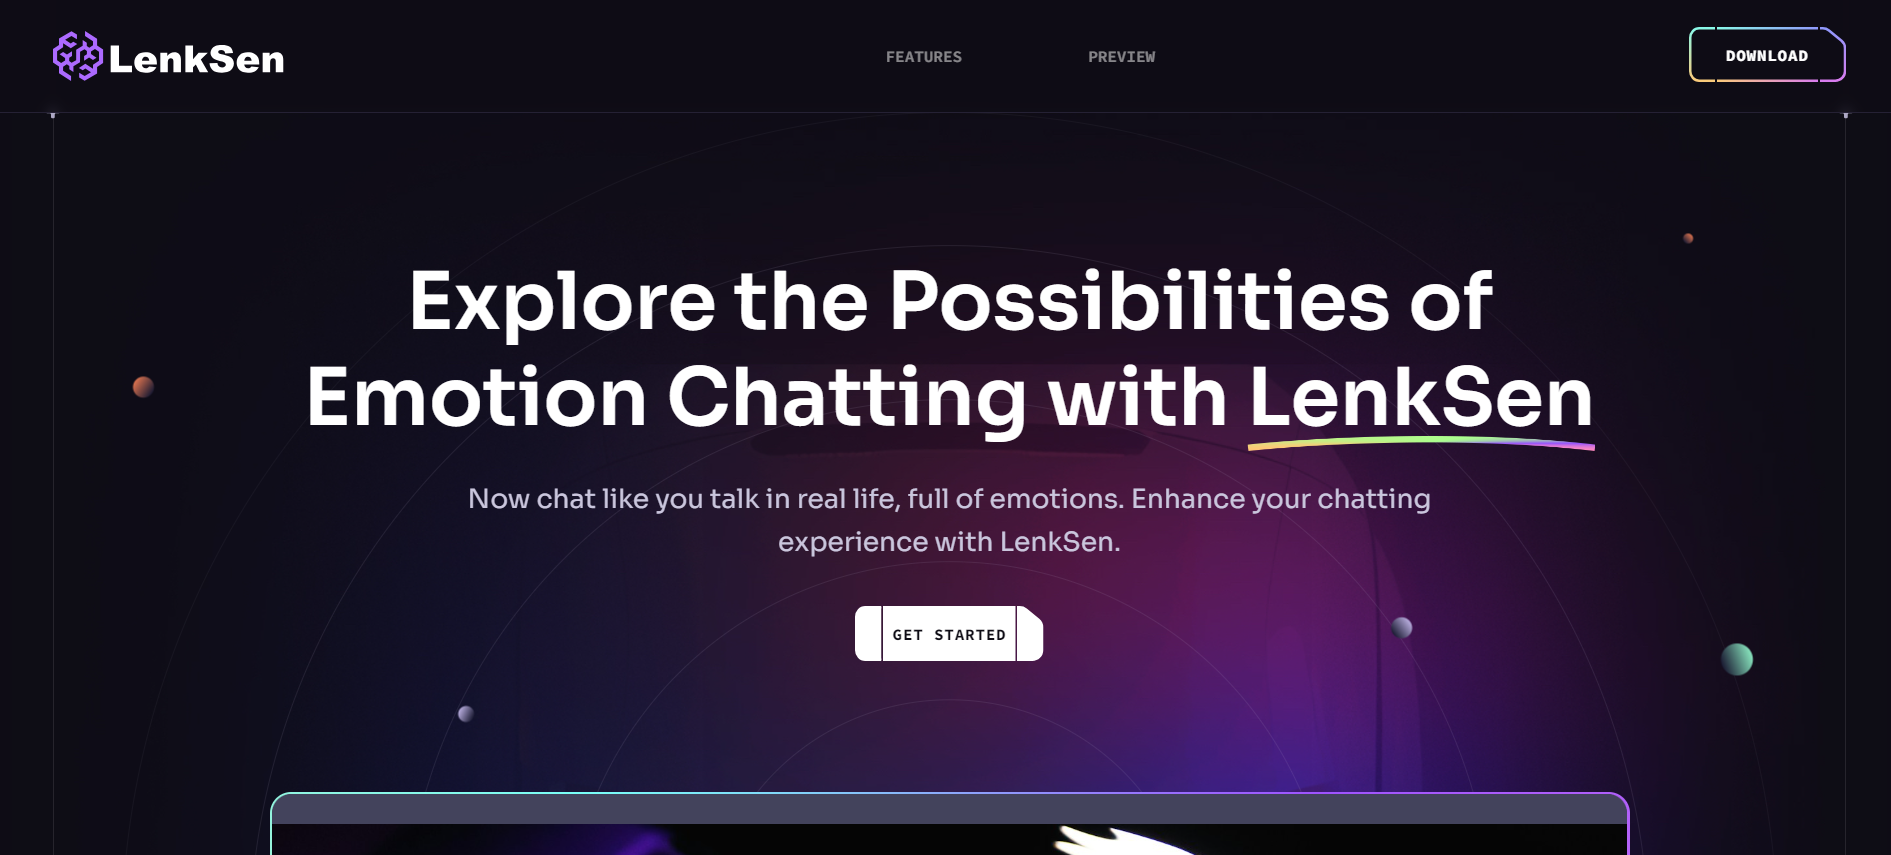 LenkSen
FEATURES
PREVIEW
DOWNLOAD
Explore the Possibilities of
Emotion Chatting with LenkSen
Now chat like you talk in real life, full of emotions. Enhance your chatting
experience with LenkSen.
GET STARTED